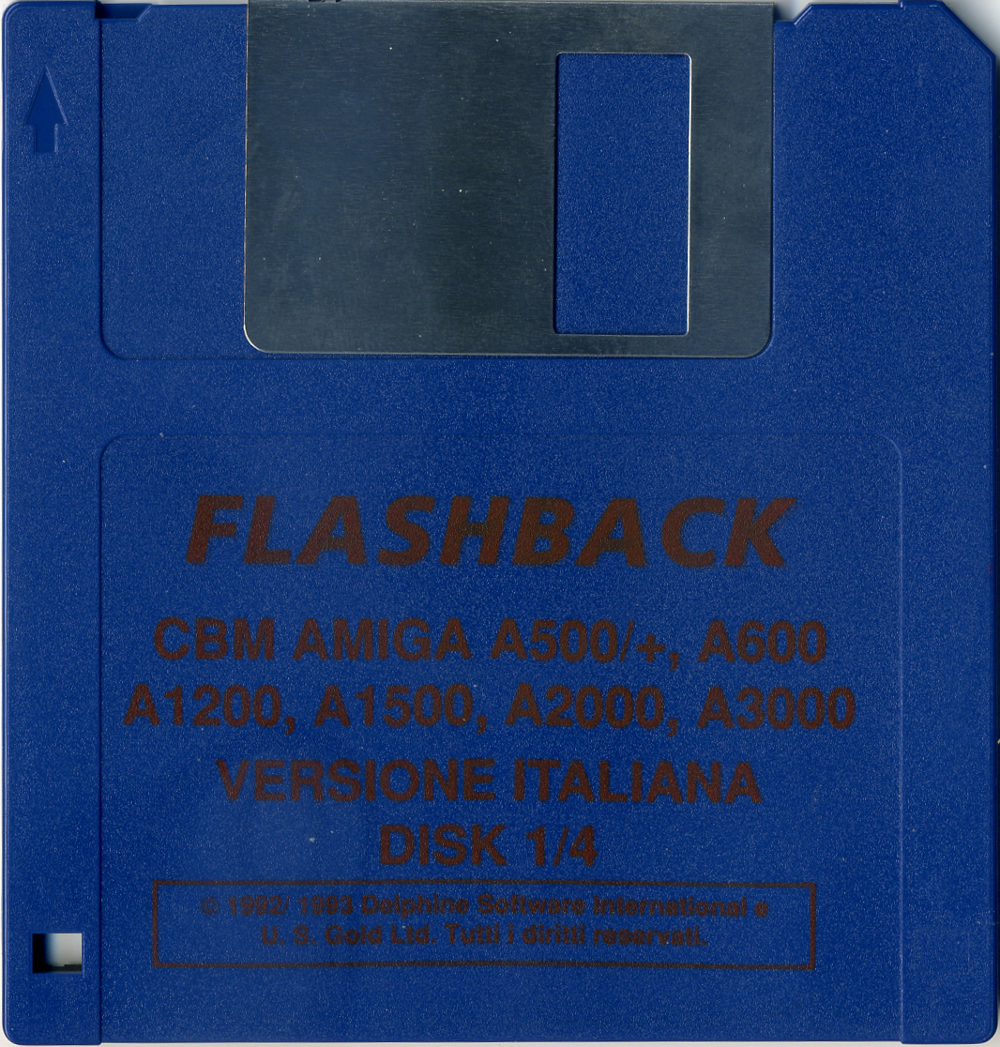 FLASHBACK
CBM AMIGA A500/+, A600
A1200, A1500, A2000, A3000
VERSIONE ITALIANA
DISK 1/4
© 1992/ 1993 Delphine Software International e
U. S. Gold Ltd. Tutti i diritti reservati.